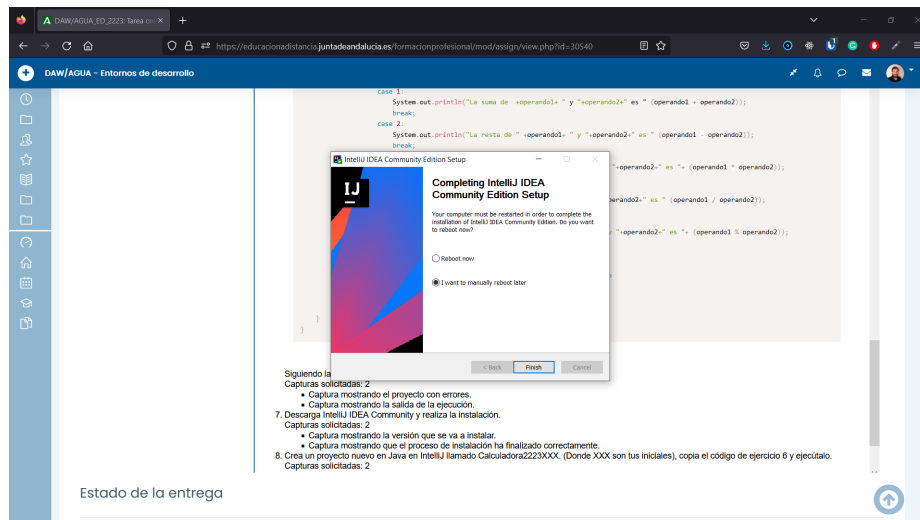 DAW/AGUA_ED_2223: Tarea on
https://educacionadistancia.juntadeandalucia.es/formacionprofesional/mod/assign/view.php?id=30540
DAW/AGUA - Entornos de desarrollo
case 1:
System.out.println("La suma de +operando1+ " y "+operando2+" es " (operando1 + operando2));
break;
case 2:
System.out.println("La resta de " +operando1+ " y "+operando2+" es " (operando1 - operando2));
break;
"+operando2+" es "+ (operando1 * operando2));
erando2+" es " (operando1 / operando2));
y "+operando2+" es "+ (operando1 % operando2));
}
}
IntelliJ IDEA Community Edition Setup
IJ
Completing IntelliJ IDEA
Community Edition Setup
Your computer must be restarted in order to complete the
installation of IntelliJ IDEA Community Edition. Do you want
to reboot now?
Reboot now
I want to manually reboot later
< Back
Finish
Cancel
Siguiendo la
Capturas solicitadas: 2
Captura mostrando el proyecto con errores.
Captura mostrando la salida de la ejecución.
7. Descarga IntelliJ IDEA Community y realiza la instalación.
Capturas solicitadas: 2
Captura mostrando la versión que se va a instalar.
Captura mostrando que el proceso de instalación ha finalizado correctamente.
8. Crea un proyecto nuevo en Java en IntelliJ llamado Calculadora2223XXX. (Donde XXX son tus iniciales), copia el código de ejercicio 6 y ejecútalo.
Capturas solicitadas: 2
Estado de la entrega